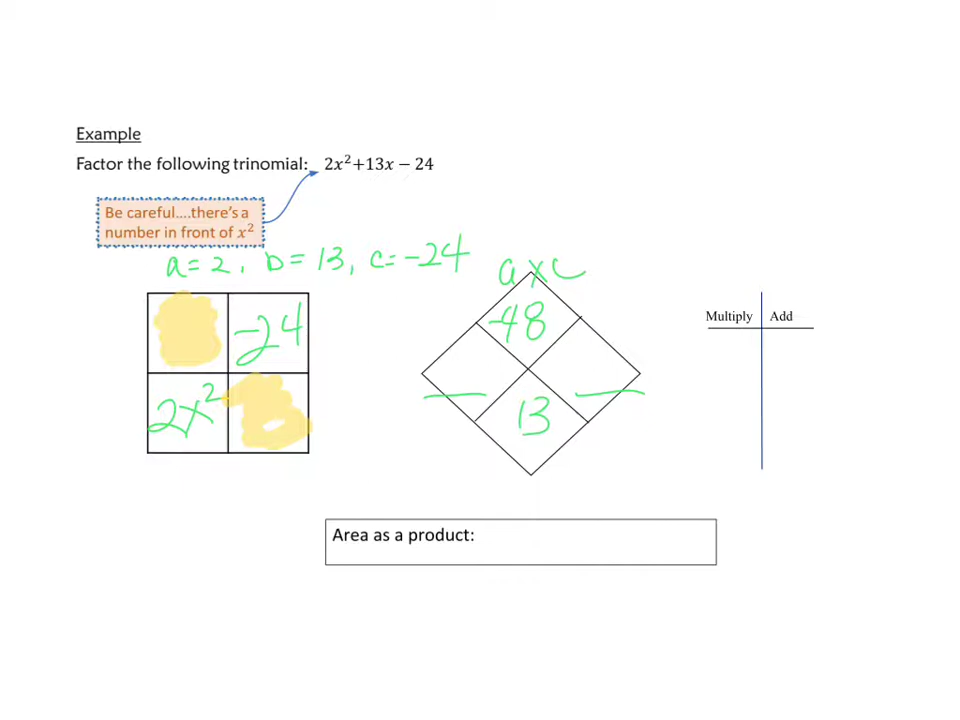 Example
Factor the following trinomial: 2x²+13x − 24
Be careful....there's a
number in front of x²
a=2, b=13, c=-24
a x c
-48
-24
Multiply Add
2x²
13
Area as a product: